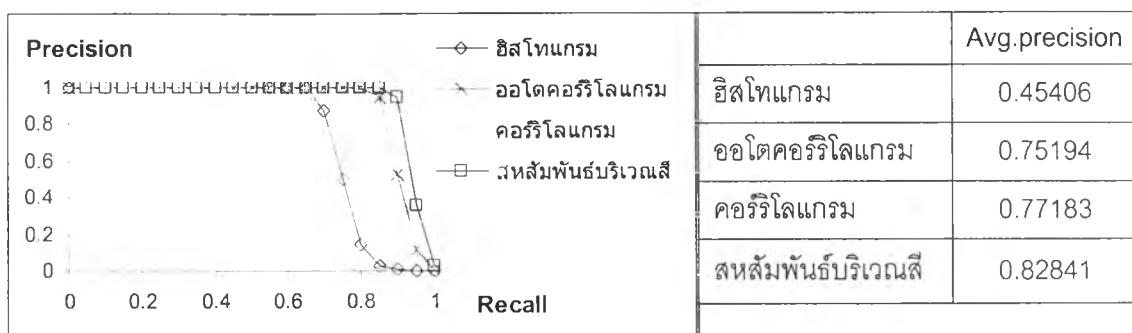 Precision
1
0.8
0.6
0.4
0.2
0
0 0.2 0.4 0.6 0.8 1
Recall
ฮิสโทแกรม
ออโตคอร์ริโลแกรม
คอร์ริโลแกรม
สหสัมพันธ์บริเวณสี
Avg.precision
ฮิสโทแกรม 0.45406
ออโตคอร์ริโลแกรม 0.75194
คอร์ริโลแกรม 0.77183
สหสัมพันธ์บริเวณสี 0.82841